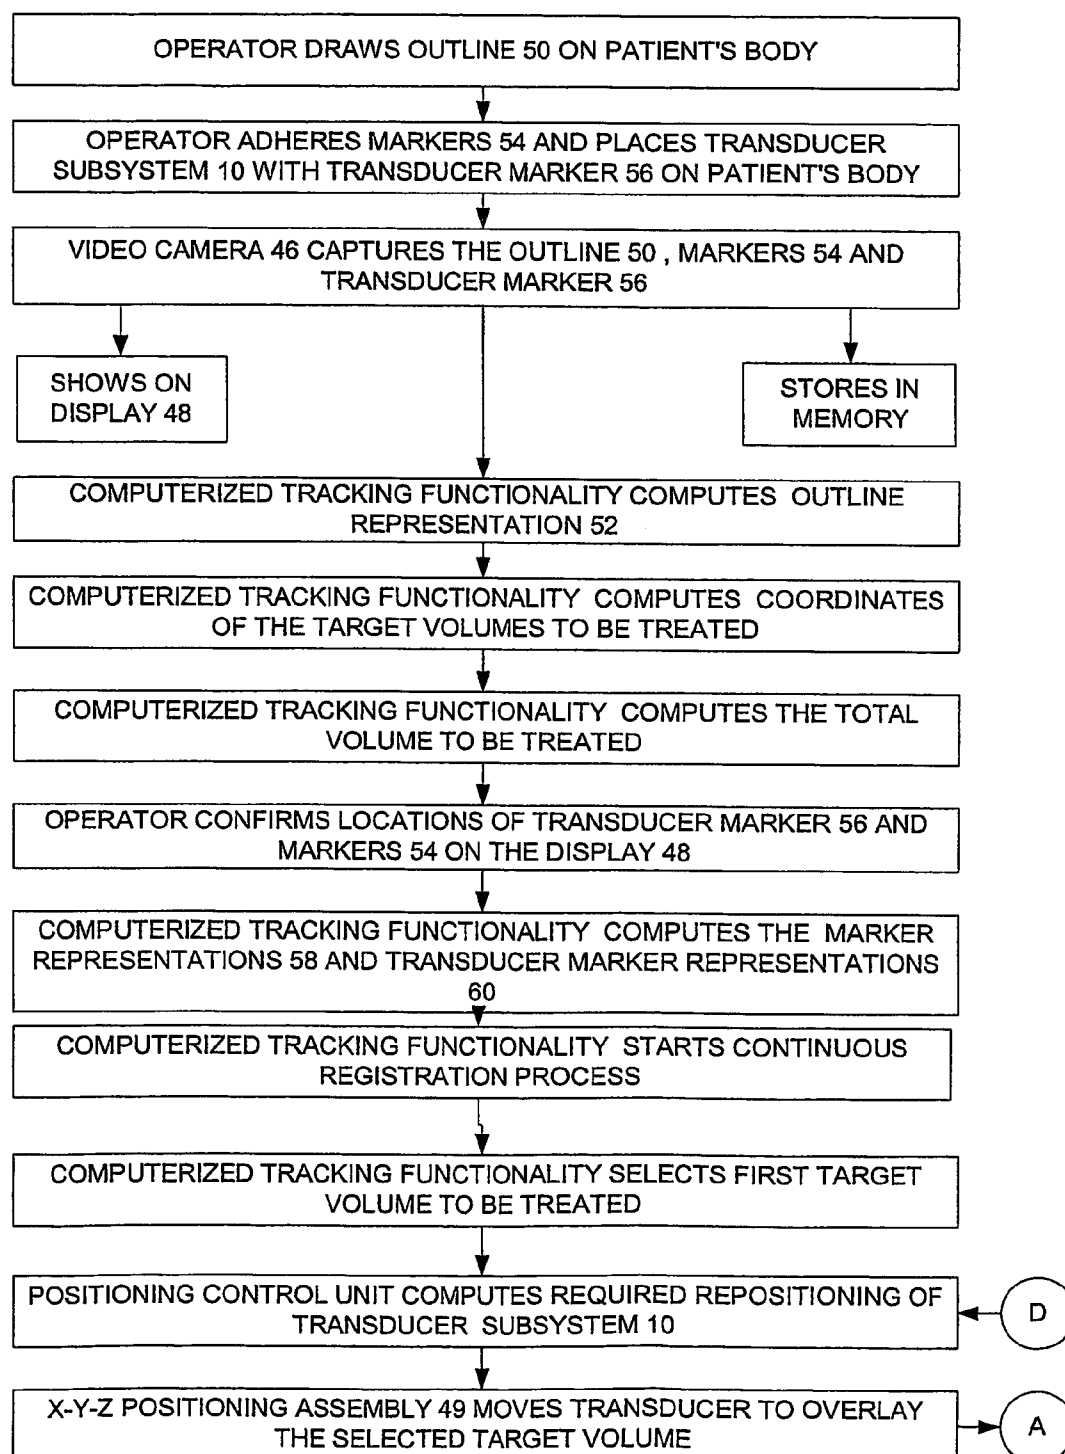 OPERATOR DRAWS OUTLINE 50 ON PATIENT'S BODY
OPERATOR ADHERES MARKERS 54 AND PLACES TRANSDUCER
SUBSYSTEM 10 WITH TRANSDUCER MARKER 56 ON PATIENT'S BODY
VIDEO CAMERA 46 CAPTURES THE OUTLINE 50 , MARKERS 54 AND
TRANSDUCER MARKER 56
SHOWS ON
DISPLAY 48
STORES IN
MEMORY
COMPUTERIZED TRACKING FUNCTIONALITY COMPUTES OUTLINE
REPRESENTATION 52
COMPUTERIZED TRACKING FUNCTIONALITY COMPUTES COORDINATES
OF THE TARGET VOLUMES TO BE TREATED
COMPUTERIZED TRACKING FUNCTIONALITY COMPUTES THE TOTAL
VOLUME TO BE TREATED
OPERATOR CONFIRMS LOCATIONS OF TRANSDUCER MARKER 56 AND
MARKERS 54 ON THE DISPLAY 48
COMPUTERIZED TRACKING FUNCTIONALITY COMPUTES THE MARKER
REPRESENTATIONS 58 AND TRANSDUCER MARKER REPRESENTATIONS
60
COMPUTERIZED TRACKING FUNCTIONALITY STARTS CONTINUOUS
REGISTRATION PROCESS
COMPUTERIZED TRACKING FUNCTIONALITY SELECTS FIRST TARGET
VOLUME TO BE TREATED
POSITIONING CONTROL UNIT COMPUTES REQUIRED REPOSITIONING OF
TRANSDUCER SUBSYSTEM 10
D
X-Y-Z POSITIONING ASSEMBLY 49 MOVES TRANSDUCER TO OVERLAY
THE SELECTED TARGET VOLUME
A